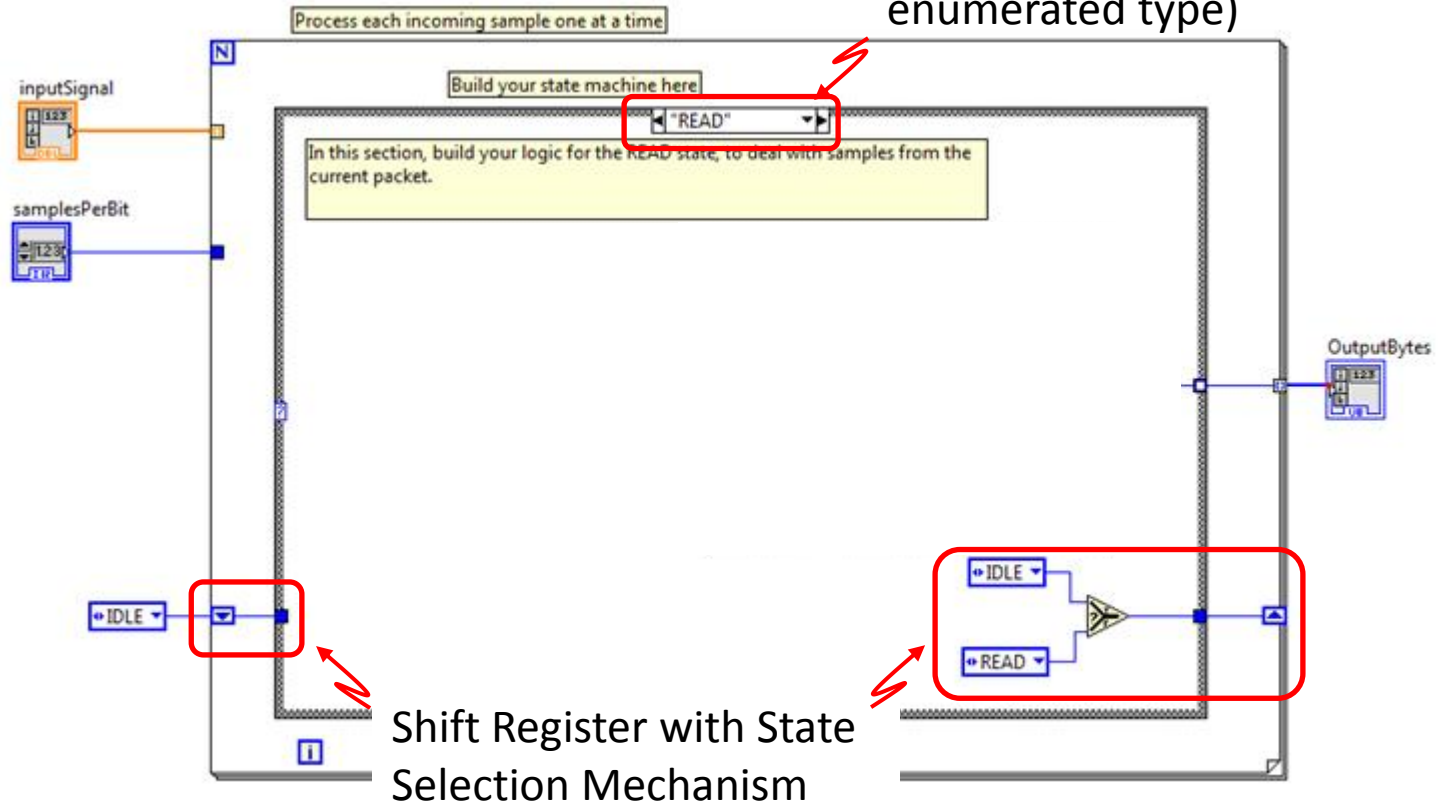 enumerated type)
Process each incoming sample one at a time
N
inputSignal
Build your state machine here
"READ"
In this section, build your logic for the READ state, to deal with samples from the
current packet.
samplesPerBit
OutputBytes
?
IDLE
IDLE
READ
Shift Register with State
Selection Mechanism
i